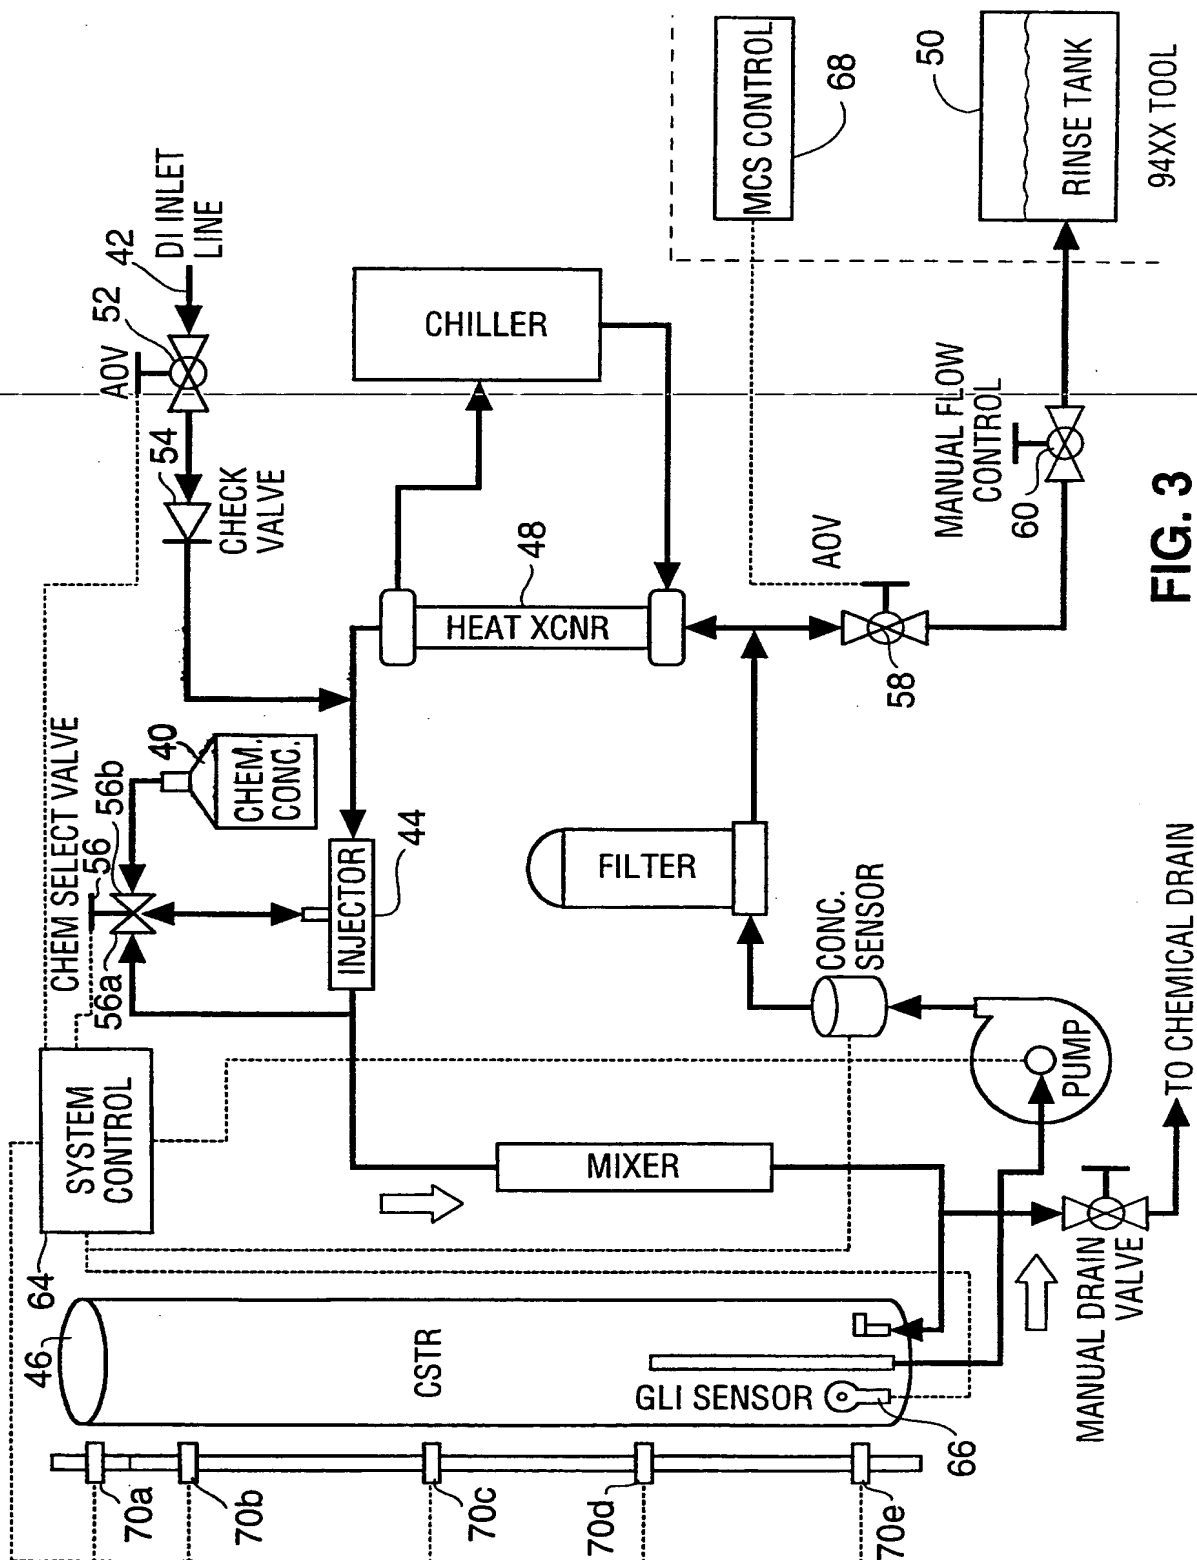 DI INLET
LINE
42
52
AOV
54
CHECK
VALVE
CHEM SELECT VALVE
56
56b
56a
40
CHEM.
CONC.
INJECTOR
44
SYSTEM
CONTROL
64
CHILLER
HEAT XCNR
48
MCS CONTROL
68
50
RINSE TANK
94XX TOOL
MANUAL FLOW
CONTROL
60
AOV
58
FILTER
CONC.
SENSOR
PUMP
MIXER
TO CHEMICAL DRAIN
MANUAL DRAIN
VALVE
46
CSTR
GLI SENSOR
66
70a
70b
70c
70d
70e
FIG. 3